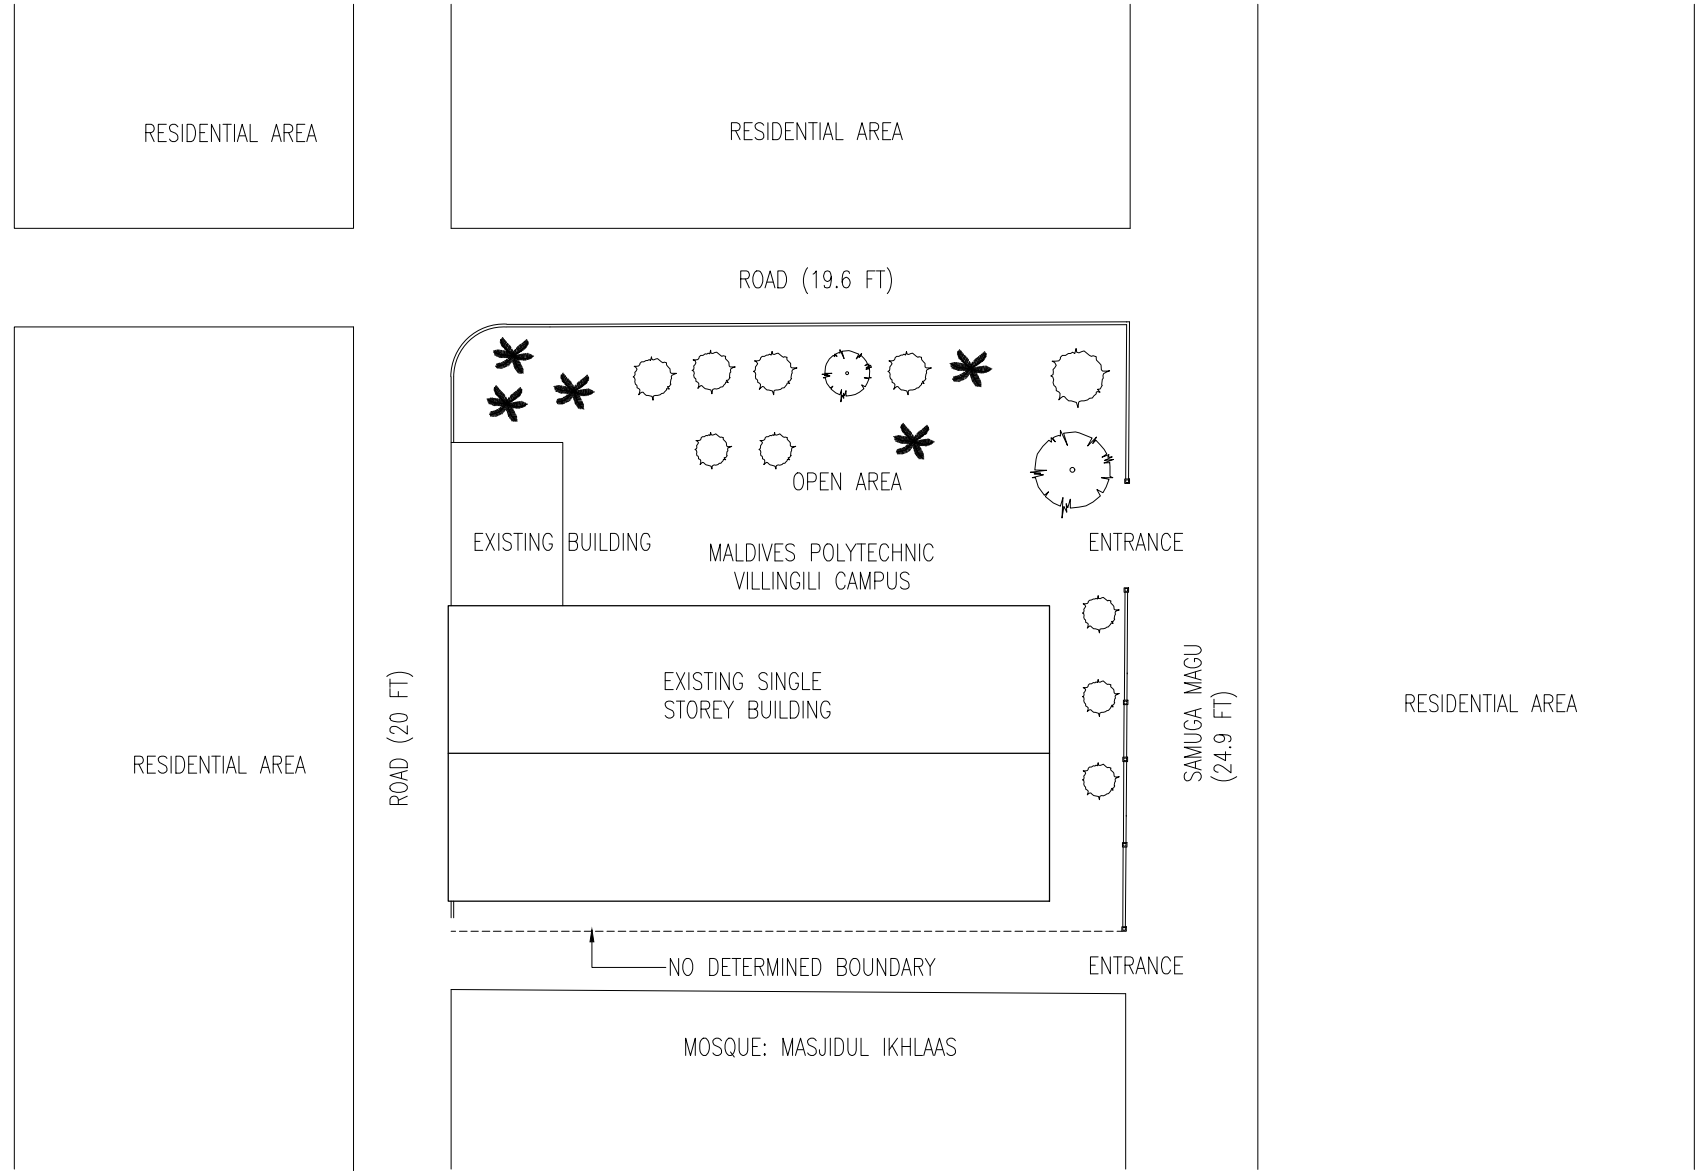 RESIDENTIAL AREA
RESIDENTIAL AREA
ROAD (19.6 FT)
OPEN AREA
EXISTING BUILDING
MALDIVES POLYTECHNIC
VILLINGILI CAMPUS
ENTRANCE
EXISTING SINGLE
STOREY BUILDING
ROAD (20 FT)
SAMUGA MAGU
(24.9 FT)
RESIDENTIAL AREA
RESIDENTIAL AREA
NO DETERMINED BOUNDARY
ENTRANCE
MOSQUE: MASJIDUL IKHLAAS